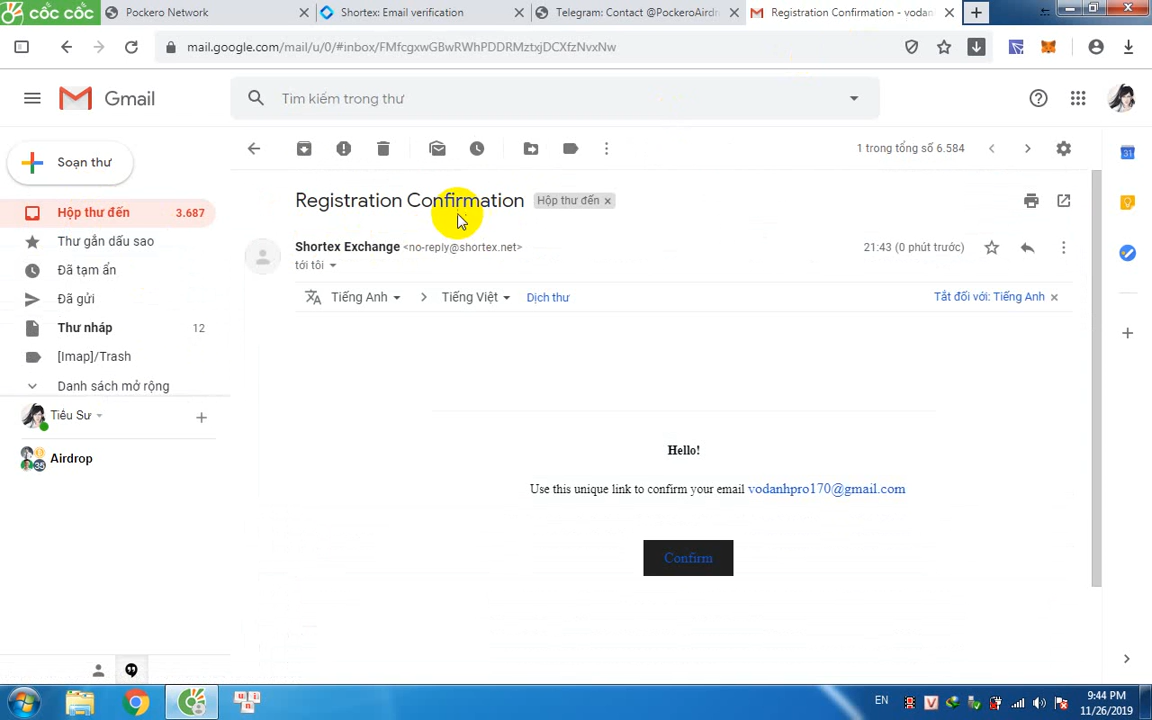 cốc cốc
Pockero Network
Shortex: Email verification
Telegram: Contact @PockeroAirdr
Registration Confirmation - vodan
mail.google.com/mail/u/0/#inbox/FMfcgxwGBwRWhPDDRMztxjDCXfzNvxNw
Gmail
Tìm kiếm trong thư
Soạn thư
1 trong tổng số 6.584
Hộp thư đến 3.687
Thư gắn dấu sao
Đã tạm ẩn
Đã gửi
Thư nháp 12
[Imap]/Trash
Danh sách mở rộng
Tiêu Sư
Airdrop
Registration Confirmation
Hộp thư đến
Shortex Exchange <no-reply@shortex.net>
21:43 (0 phút trước)
tới tôi
Tiếng Anh
Tiếng Việt
Dịch thư
Tắt đối với: Tiếng Anh
Hello!
Use this unique link to confirm your email vodanhpro170@gmail.com
Confirm
31
35
EN
9:44 PM
11/26/2019